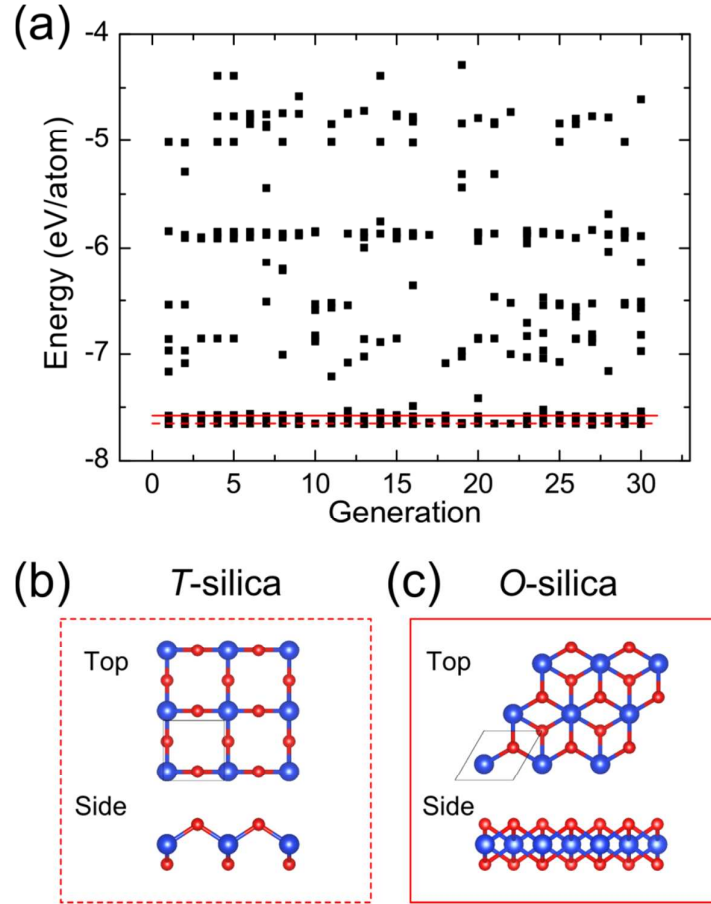 (a)
-4
-5
-6
-7
-8
Energy (eV/atom)
0 5 10 15 20 25 30
Generation
(b) T-silica
Top
Side
(c) O-silica
Top
Side